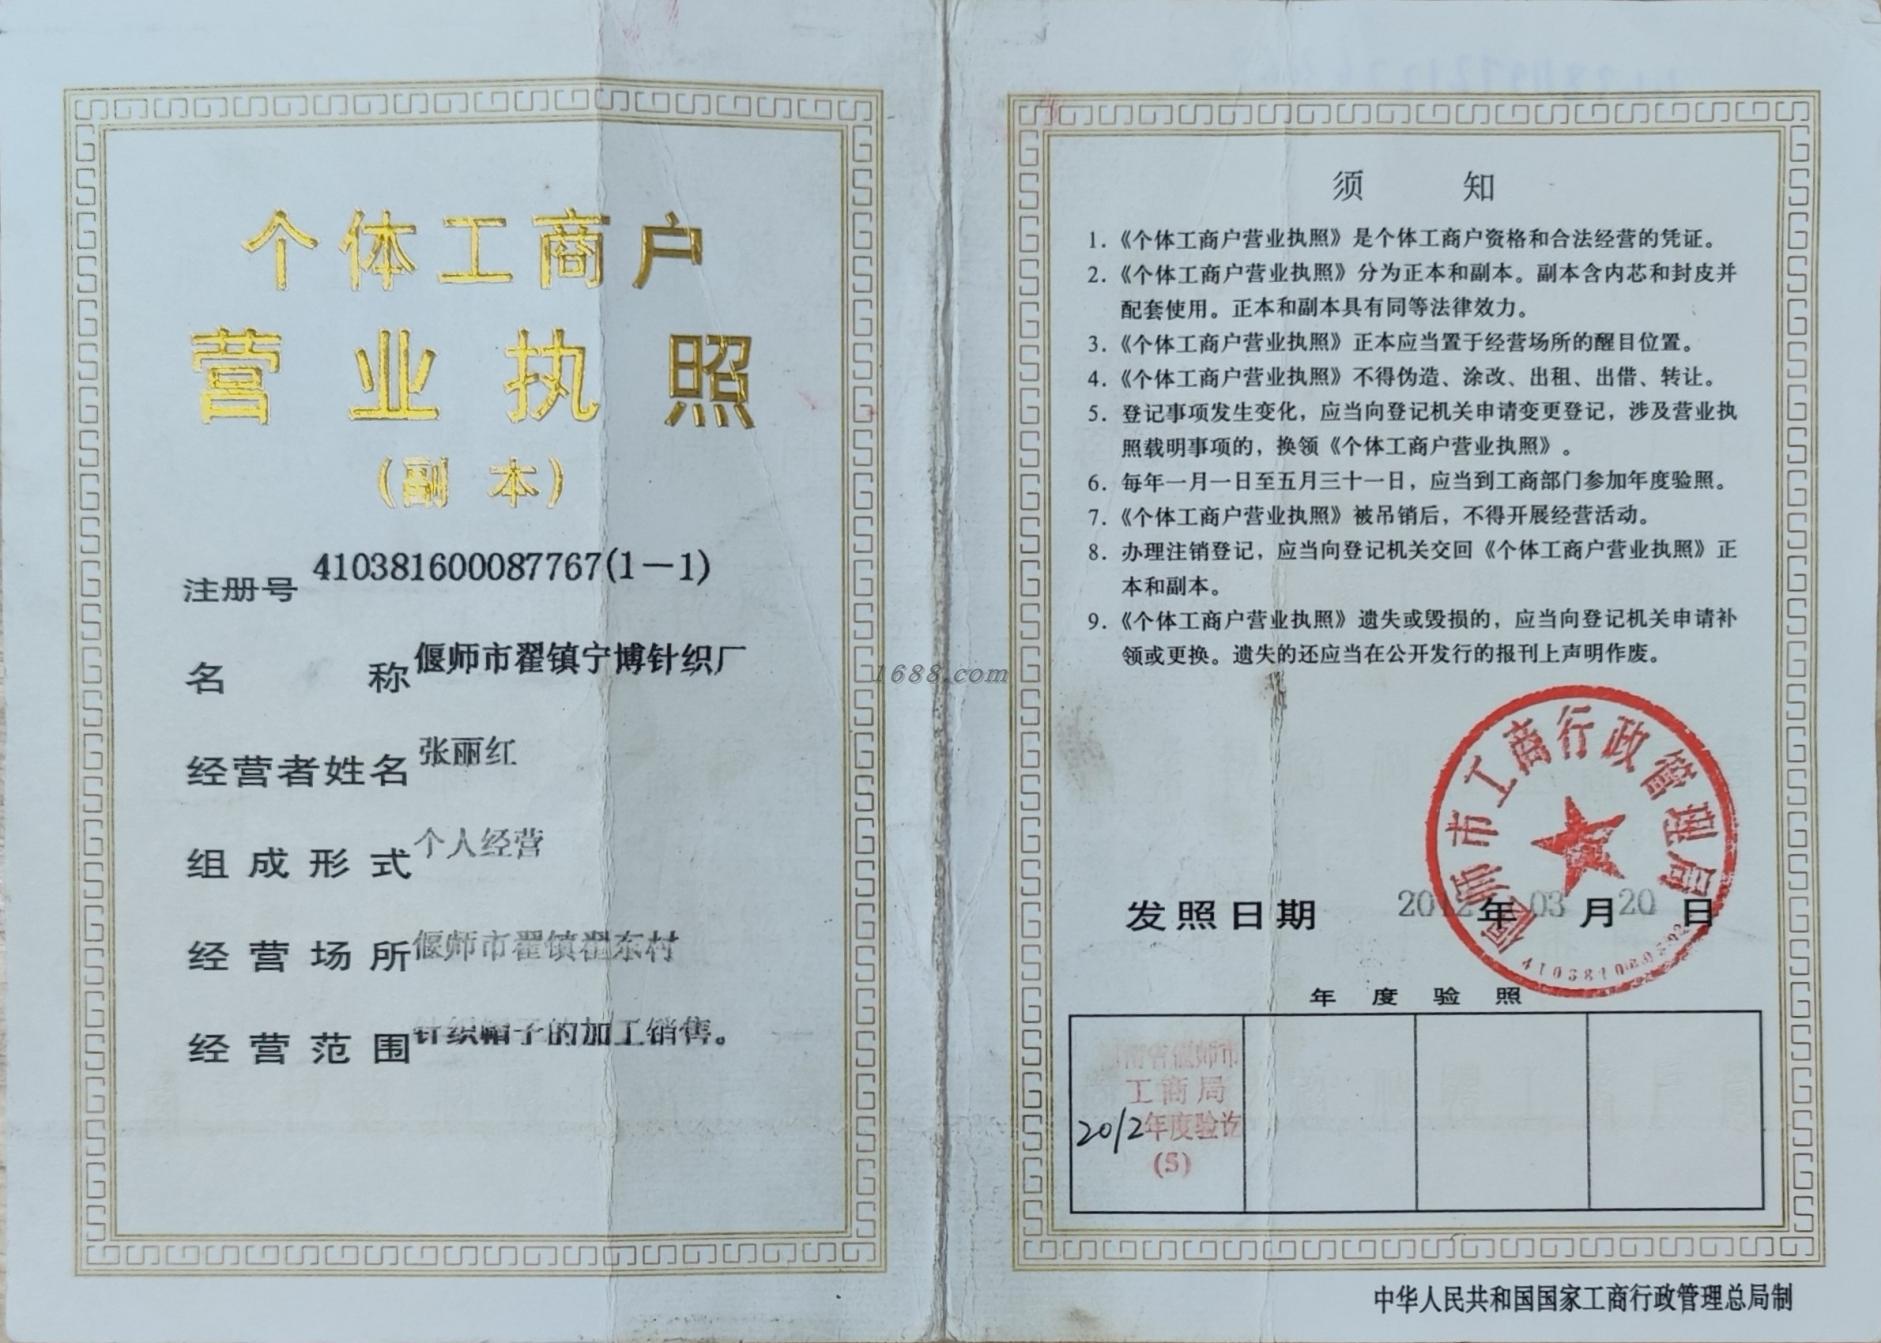 个体工商户
营业执照
(副本)
注册号 410381600087767(1－1)
名称 偃师市翟镇宁博针织厂
经营者姓名 张丽红
组成形式 个人经营
经营场所 偃师市翟镇翟东村
经营范围 针织帽子的加工销售。
1688.com
须知
1. 《个体工商户营业执照》是个体工商户资格和合法经营的凭证。
2. 《个体工商户营业执照》分为正本和副本。副本含内芯和封皮并
配套使用。正本和副本具有同等法律效力。
3. 《个体工商户营业执照》正本应当置于经营场所的醒目位置。
4. 《个体工商户营业执照》不得伪造、涂改、出租、出借、转让。
5. 登记事项发生变化，应当向登记机关申请变更登记，涉及营业执
照载明事项的，换领《个体工商户营业执照》。
6. 每年一月一日至五月三十一日，应当到工商部门参加年度验照。
7. 《个体工商户营业执照》被吊销后，不得开展经营活动。
8. 办理注销登记，应当向登记机关交回《个体工商户营业执照》正
本和副本。
9. 《个体工商户营业执照》遗失或毁损的，应当向登记机关申请补
领或更换。遗失的还应当在公开发行的报刊上声明作废。
偃师市工商行政管理局
发照日期 2012年03月20日
年度验照
南省偃师市
工商局
2012年度验讫
(5)
中华人民共和国国家工商行政管理总局制